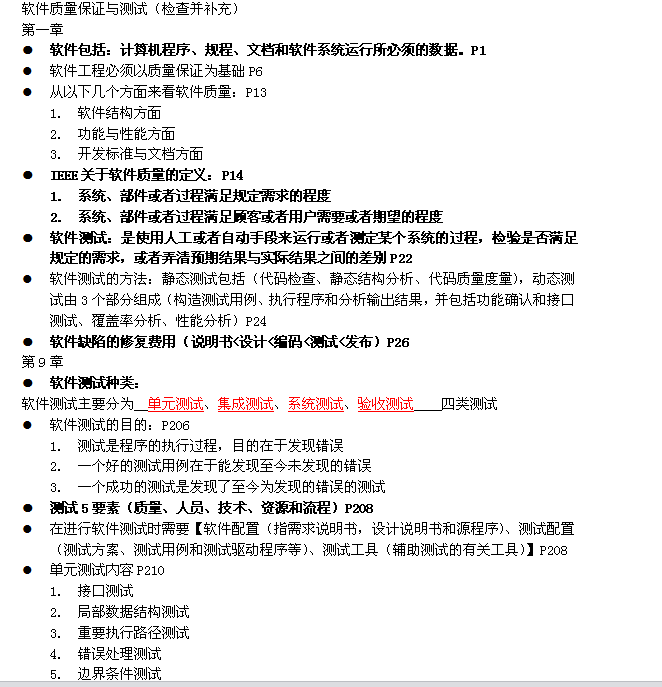 软件质量保证与测试（检查并补充）
第一章
● 软件包括：计算机程序、规程、文档和软件系统运行所必须的数据。P1
● 软件工程必须以质量保证为基础 P6
● 从以下几个方面来看软件质量：P13
1. 软件结构方面
2. 功能与性能方面
3. 开发标准与文档方面
● IEEE 关于软件质量的定义：P14
1. 系统、部件或者过程满足规定需求的程度
2. 系统、部件或者过程满足顾客或者用户需要或者期望的程度
● 软件测试：是使用人工或者自动手段来运行或者测定某个系统的过程，检验是否满足
规定的需求，或者弄清预期结果与实际结果之间的差别 P22
● 软件测试的方法：静态测试包括（代码检查、静态结构分析、代码质量度量），动态测
试由 3 个部分组成（构造测试用例、执行程序和分析输出结果，并包括功能确认和接口
测试、覆盖率分析、性能分析）P24
● 软件缺陷的修复费用（说明书<设计<编码<测试<发布）P26
第 9 章
● 软件测试种类：
软件测试主要分为__单元测试、集成测试、系统测试、验收测试____四类测试
● 软件测试的目的：P206
1. 测试是程序的执行过程，目的在于发现错误
2. 一个好的测试用例在于能发现至今未发现的错误
3. 一个成功的测试是发现了至今为发现的错误的测试
● 测试 5 要素（质量、人员、技术、资源和流程）P208
● 在进行软件测试时需要【软件配置（指需求说明书，设计说明书和源程序）、测试配置
（测试方案、测试用例和测试驱动程序等）、测试工具（辅助测试的有关工具）】P208
● 单元测试内容 P210
1. 接口测试
2. 局部数据结构测试
3. 重要执行路径测试
4. 错误处理测试
5. 边界条件测试